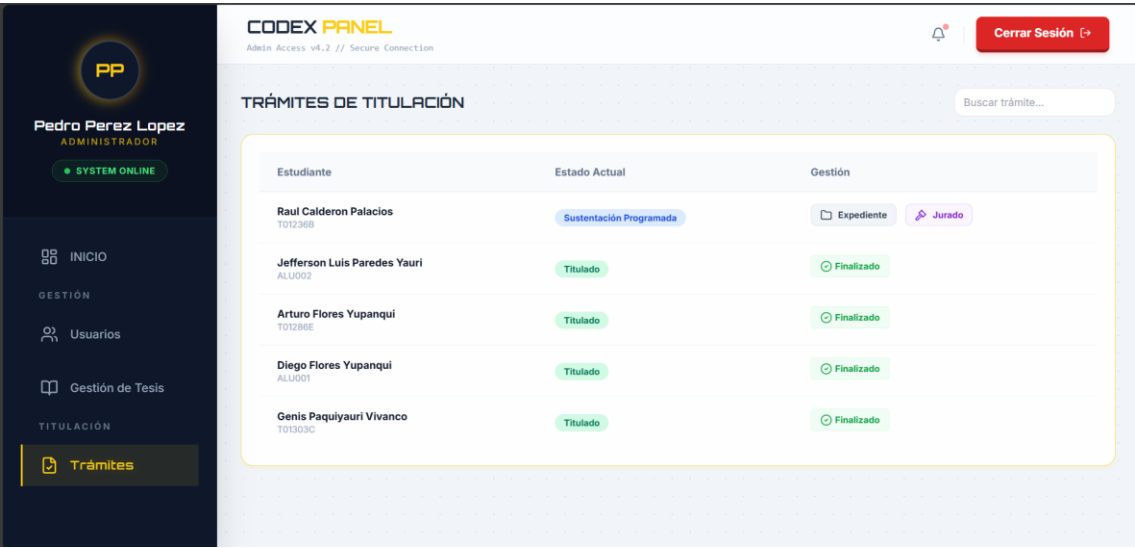 PP
Pedro Perez Lopez
ADMINISTRADOR
SYSTEM ONLINE
INICIO
GESTIÓN
Usuarios
Gestión de Tesis
TITULACIÓN
Trámites
CODEX PANEL
Admin Access v4.2 // Secure Connection
Cerrar Sesión
TRÁMITES DE TITULACIÓN
Buscar trámite...
Estudiante Estado Actual Gestión
Raul Calderon Palacios
T01236B
Sustentación Programada
Expediente
Jurado
Jefferson Luis Paredes Yauri
ALU002
Titulado
Finalizado
Arturo Flores Yupanqui
T01286E
Titulado
Finalizado
Diego Flores Yupanqui
ALU001
Titulado
Finalizado
Genis Paquiyauri Vivanco
T01303C
Titulado
Finalizado